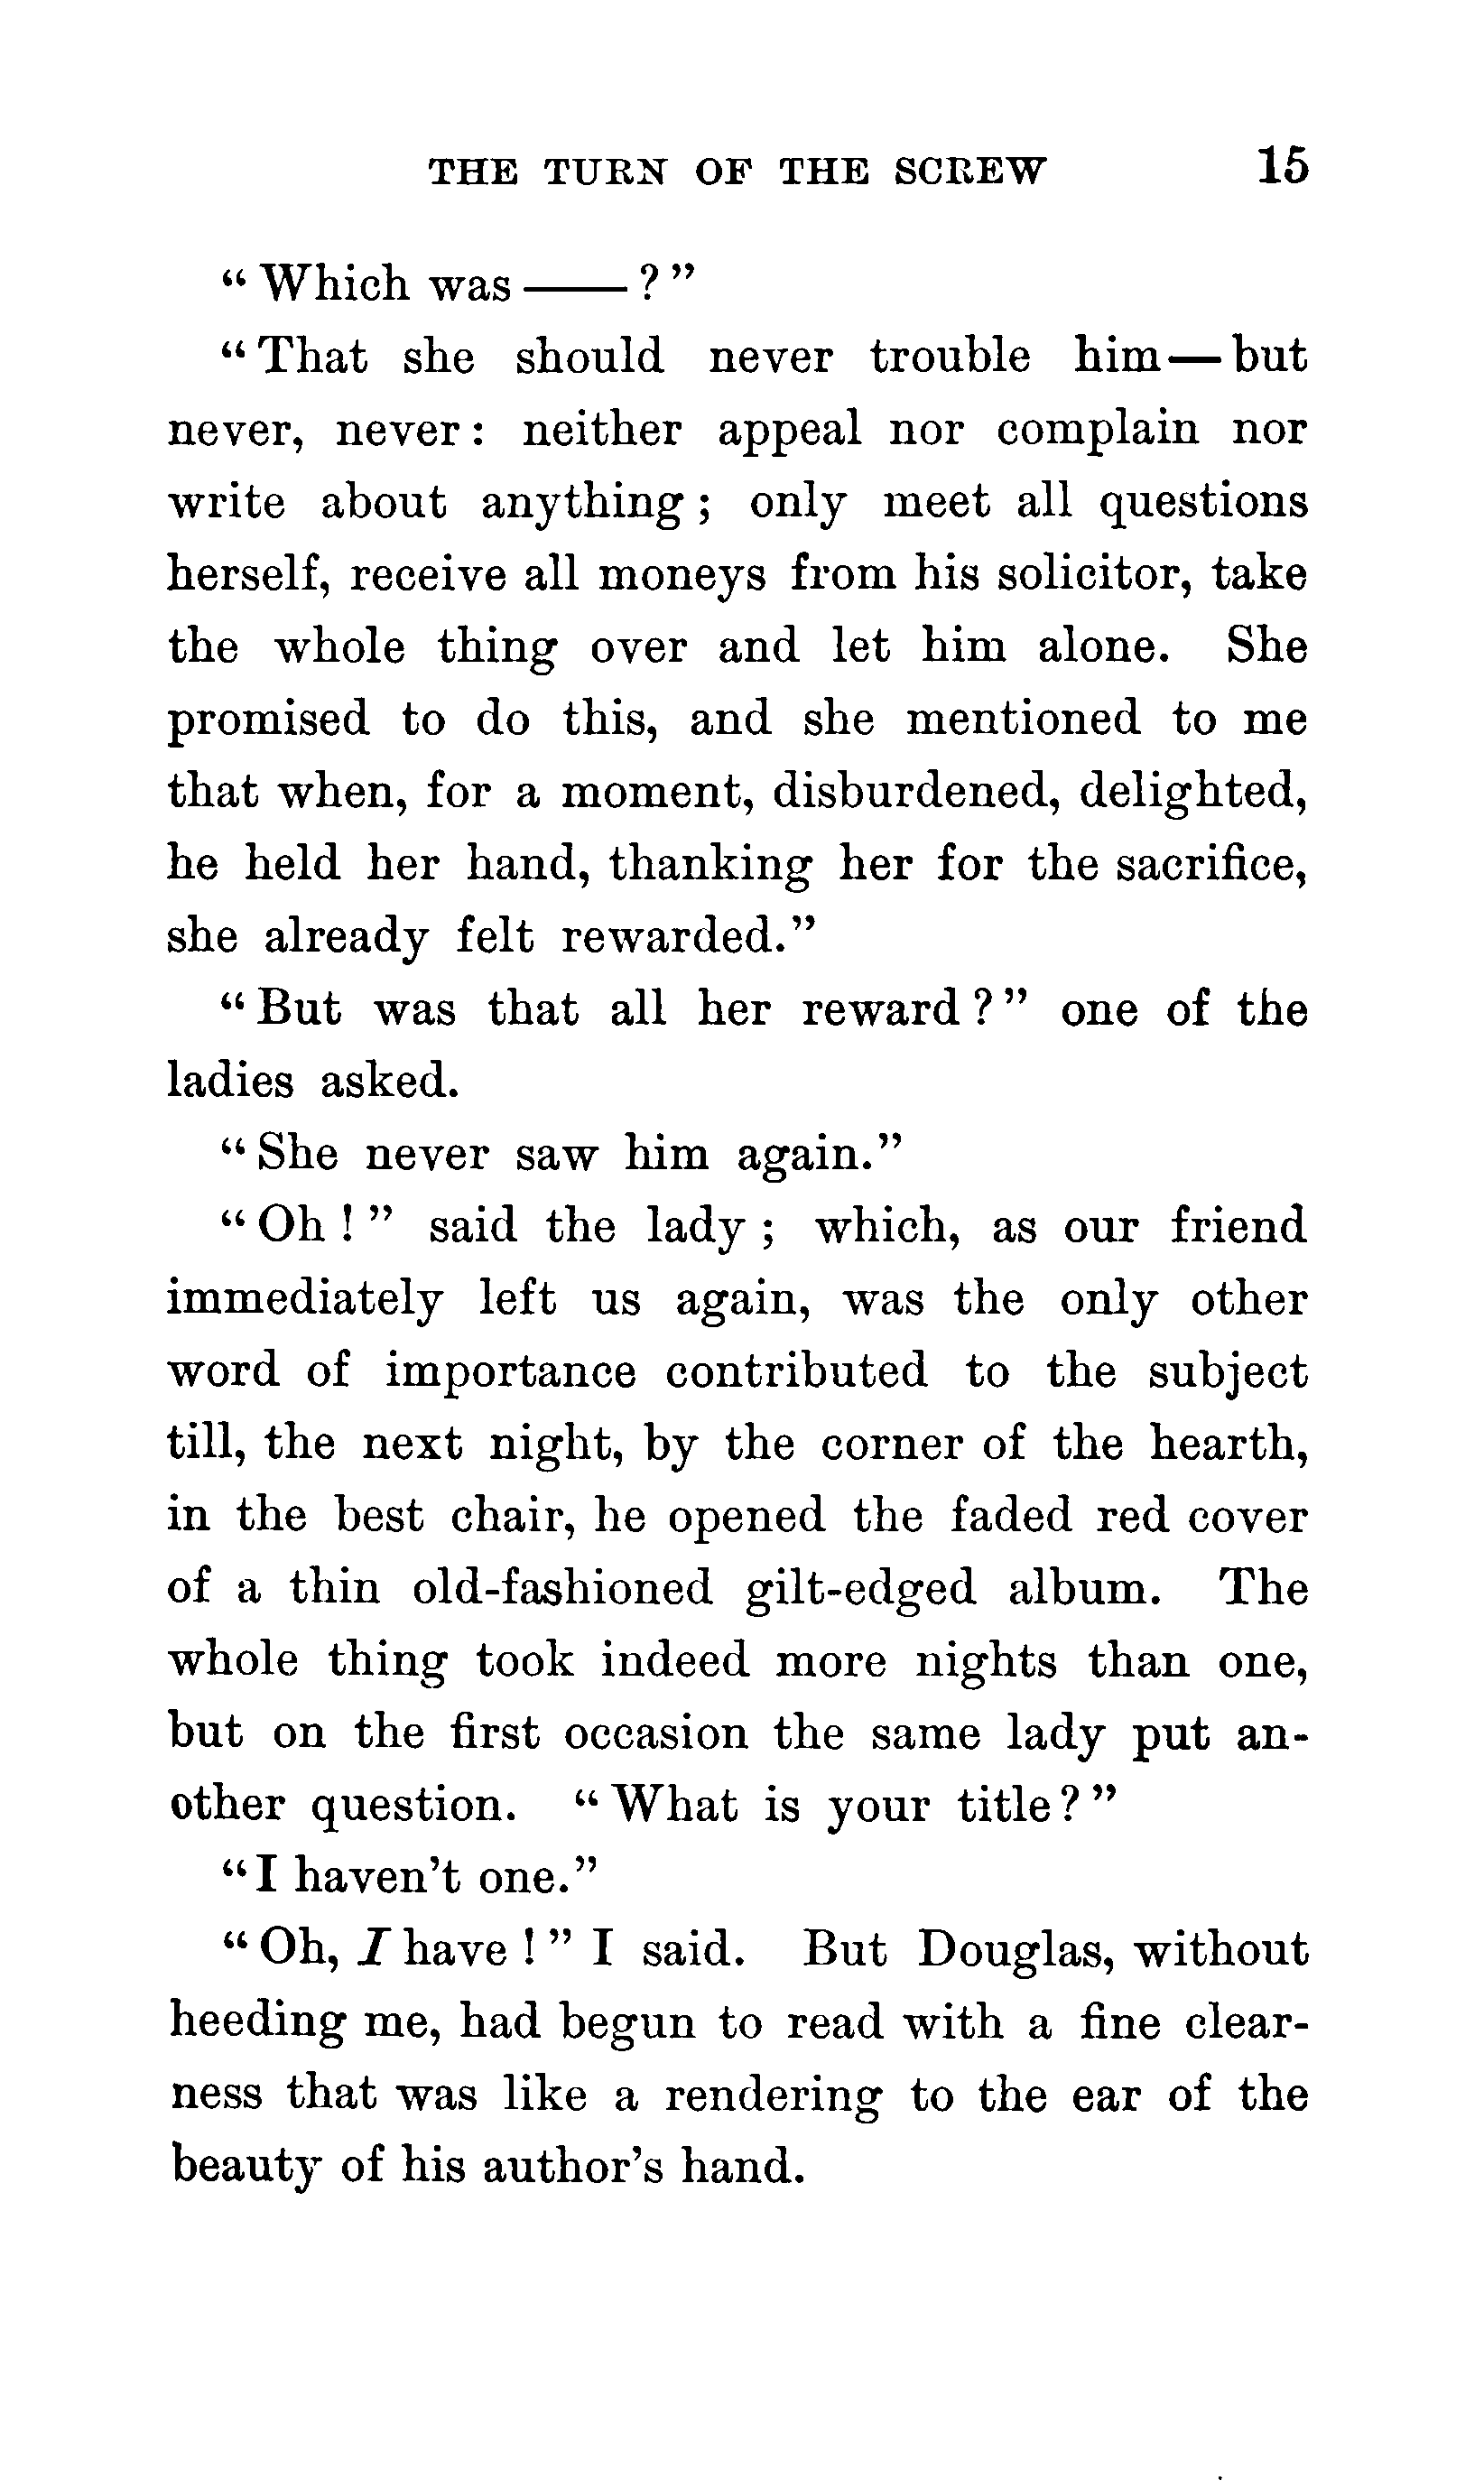 THE TURN OF THE SCREW 15
“Which was——?”
“That she should never trouble him—but
never, never: neither appeal nor complain nor
write about anything; only meet all questions
herself, receive all moneys from his solicitor, take
the whole thing over and let him alone. She
promised to do this, and she mentioned to me
that when, for a moment, disburdened, delighted,
he held her hand, thanking her for the sacrifice,
she already felt rewarded.”
“But was that all her reward?” one of the
ladies asked.
“She never saw him again.”
“Oh!” said the lady; which, as our friend
immediately left us again, was the only other
word of importance contributed to the subject
till, the next night, by the corner of the hearth,
in the best chair, he opened the faded red cover
of a thin old-fashioned gilt-edged album. The
whole thing took indeed more nights than one,
but on the first occasion the same lady put an-
other question. “What is your title?”
“I haven’t one.”
“Oh, I have!” I said. But Douglas, without
heeding me, had begun to read with a fine clear-
ness that was like a rendering to the ear of the
beauty of his author’s hand.